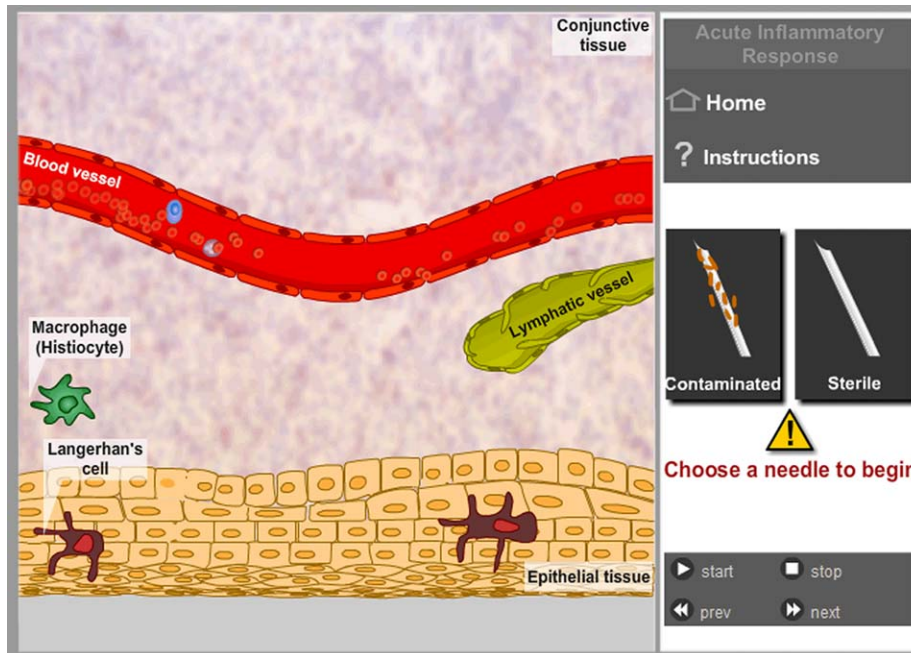 Conjunctive
tissue
Blood vessel
Lymphatic vessel
Macrophage
(Histiocyte)
Langerhan's
cell
Epithelial tissue
Acute Inflammatory
Response
Home
? Instructions
Contaminated
Sterile
!
Choose a needle to begin
start
stop
prev
next